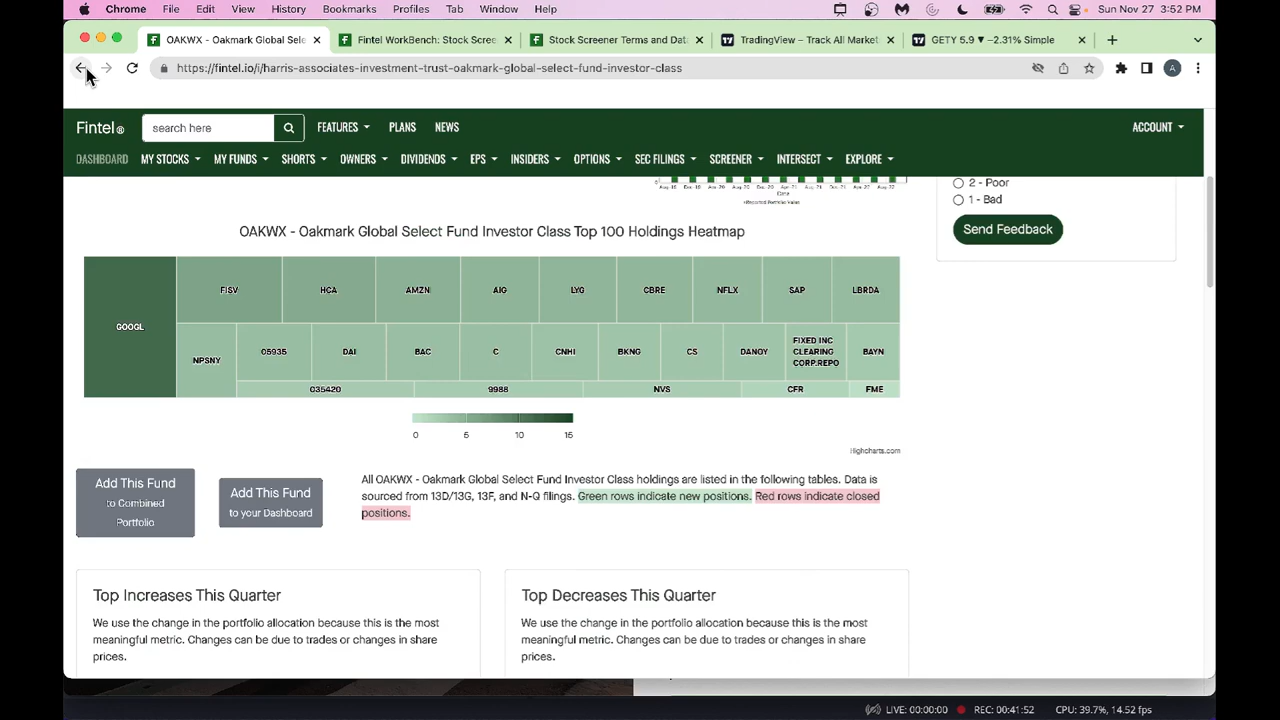 Chrome File Edit View History Bookmarks Profiles Tab Window Help Sun Nov 27 3:52 PM
OAKWX - Oakmark Global Sele Fintel WorkBench: Stock Scree Stock Screener Terms and Dat TradingView – Track All Market GETY 5.9 ▼ −2.31% Simple
https://fintel.io/i/harris-associates-investment-trust-oakmark-global-select-fund-investor-class A
Fintel® search here FEATURES PLANS NEWS ACCOUNT
DASHBOARD MY STOCKS MY FUNDS SHORTS OWNERS DIVIDENDS EPS INSIDERS OPTIONS SEC FILINGS SCREENER INTERSECT EXPLORE
2 - Poor
1 - Bad
Send Feedback
Date
*Reported Portfolio Value
OAKWX - Oakmark Global Select Fund Investor Class Top 100 Holdings Heatmap
GOOGL FISV HCA AMZN AIG LYG CBRE NFLX SAP LBRDA
NPSNY 05935 DAI BAC C CNHI BKNG CS DANOY FIXED INC CLEARING CORP.REPO BAYN
035420 9988 NVS CFR FME
0 5 10 15
Highcharts.com
Add This Fund
to Combined
Portfolio
Add This Fund
to your Dashboard
All OAKWX - Oakmark Global Select Fund Investor Class holdings are listed in the following tables. Data is
sourced from 13D/13G, 13F, and N-Q filings. Green rows indicate new positions. Red rows indicate closed
positions.
Top Increases This Quarter
We use the change in the portfolio allocation because this is the most
meaningful metric. Changes can be due to trades or changes in share
prices.
Top Decreases This Quarter
We use the change in the portfolio allocation because this is the most
meaningful metric. Changes can be due to trades or changes in share
prices.
LIVE: 00:00:00 REC: 00:41:52 CPU: 39.7%, 14.52 fps